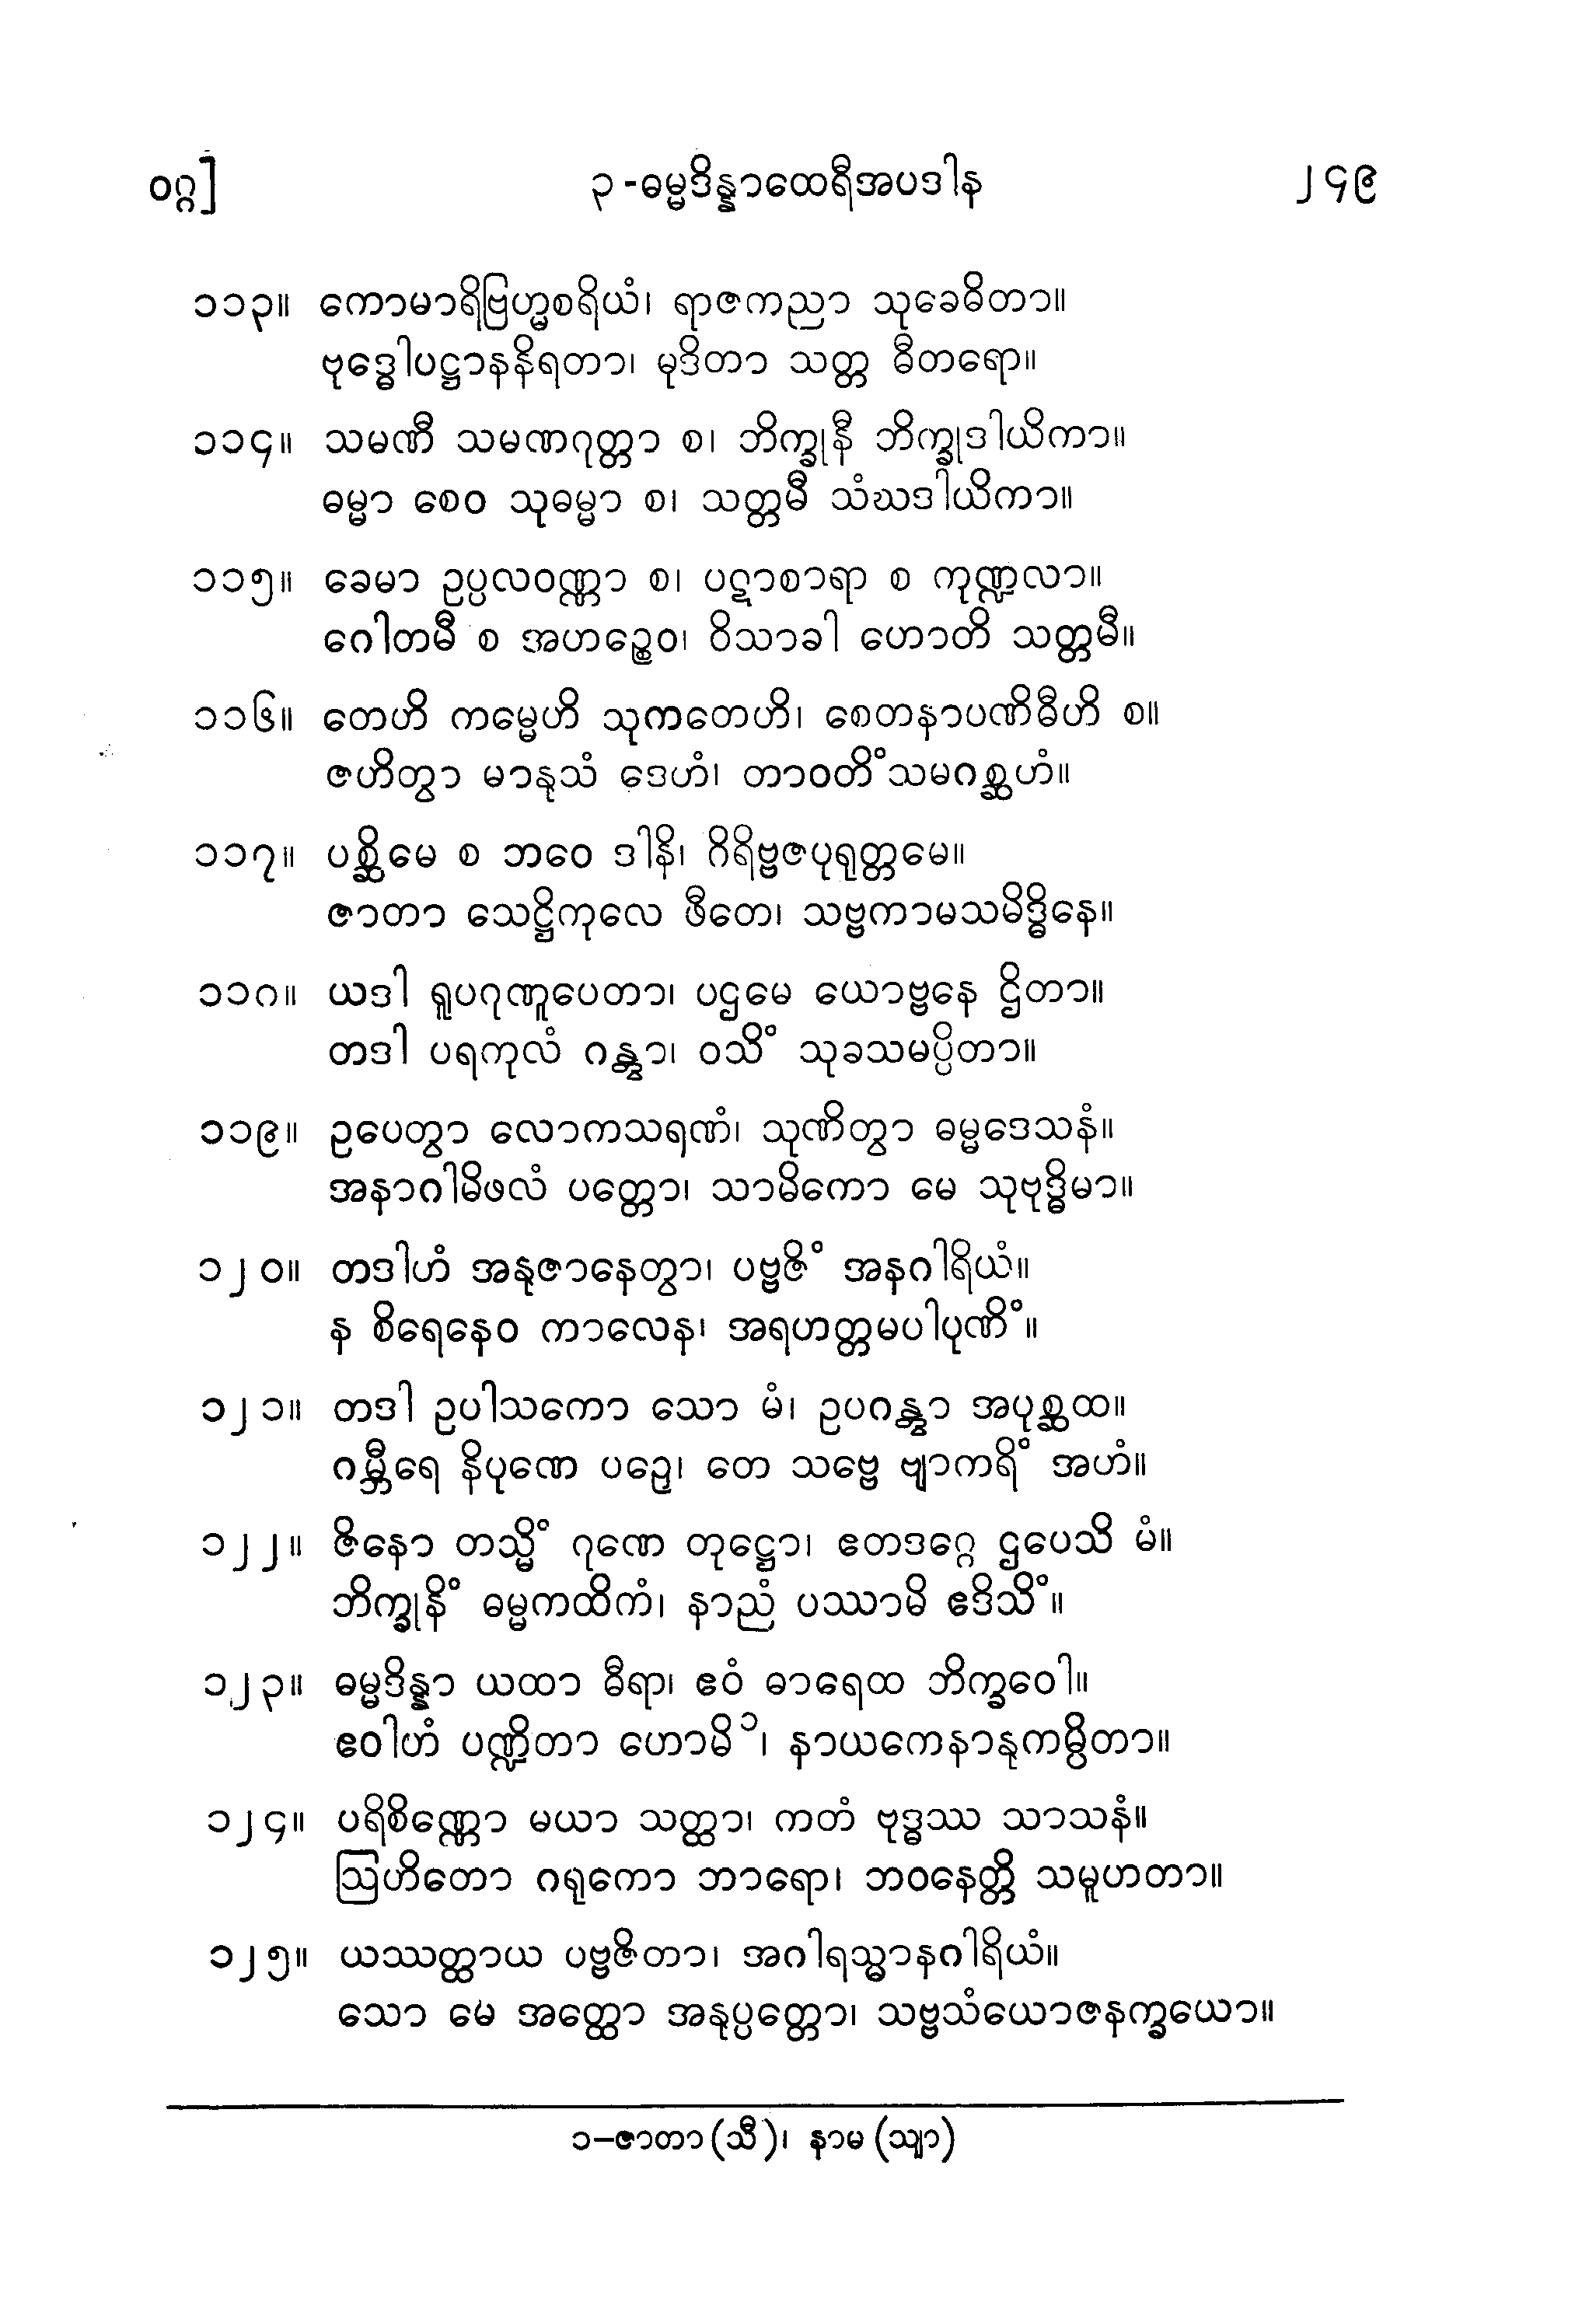 ဝဂ္ဂ] ၃-ဓမ္မဒိန္နာထေရီအပဒါန ၂၄၉
၁၁၃။ ကောမာရိဗြဟ္မစရိယံ၊ ရာဇကညာ သုခေဓိတာ။
ဗုဒ္ဓေါပဋ္ဌာနနိရတာ၊ မုဒိတာ သတ္တ ဓီတရော။
၁၁၄။ သမဏီ သမဏဂုတ္တာ စ၊ ဘိက္ခုနီ ဘိက္ခုဒါယိကာ။
ဓမ္မာ စေဝ သုဓမ္မာ စ၊ သတ္တမီ သံဃဒါယိကာ။
၁၁၅။ ခေမာ ဥပ္ပလဝဏ္ဏာ စ၊ ပဋာစာရာ စ ကုဏ္ဍလာ။
ဂေါတမီ စ အဟဉ္စေဝ၊ ဝိသာခါ ဟောတိ သတ္တမီ။
၁၁၆။ တေဟိ ကမ္မေဟိ သုကတေဟိ၊ စေတနာပဏိဓီဟိ စ။
ဇဟိတွာ မာနုသံ ဒေဟံ၊ တာဝတိံသမဂစ္ဆဟံ။
၁၁၇။ ပစ္ဆိမေ စ ဘဝေ ဒါနိ၊ ဂိရိဗ္ဗဇပုရုတ္တမေ။
ဇာတာ သေဋ္ဌိကုလေ ဖီတေ၊ သဗ္ဗကာမသမိဒ္ဓိနေ။
၁၁၈။ ယဒါ ရူပဂုဏူပေတာ၊ ပဌမေ ယောဗ္ဗနေ ဌိတာ။
တဒါ ပရကုလံ ဂန္တွာ၊ ဝသိံ သုခသမပ္ပိတာ။
၁၁၉။ ဥပေတွာ လောကသရဏံ၊ သုဏိတွာ ဓမ္မဒေသနံ။
အနာဂါမိဖလံ ပတ္တော၊ သာမိကော မေ သုဗုဒ္ဓိမာ။
၁၂၀။ တဒါဟံ အနုဇာနေတွာ၊ ပဗ္ဗဇိံ အနဂါရိယံ။
န စိရေနေဝ ကာလေန၊ အရဟတ္တမပါပုဏိံ။
၁၂၁။ တဒါ ဥပါသကော သော မံ၊ ဥပဂန္တွာ အပုစ္ဆထ။
ဂမ္ဘီရေ နိပုဏေ ပဉှေ၊ တေ သဗ္ဗေ ဗျာကရိံ အဟံ။
၁၂၂။ ဇိနော တသ္မိံ ဂုဏေ တုဋ္ဌော၊ ဧတဒဂ္ဂေ ဌပေသိ မံ။
ဘိက္ခုနိံ ဓမ္မကထိကံ၊ နာညံ ပဿာမိ ဧဒိသိံ။
၁၂၃။ ဓမ္မဒိန္နာ ယထာ ဓီရာ၊ ဧဝံ ဓာရေထ ဘိက္ခဝေါ။
ဧဝါဟံ ပဏ္ဍိတာ ဟောမိ၁၊ နာယကေနာနုကမ္ပိတာ။
၁၂၄။ ပရိစိဏ္ဏော မယာ သတ္ထာ၊ ကတံ ဗုဒ္ဓဿ သာသနံ။
ဩဟိတော ဂရုကော ဘာရော၊ ဘဝနေတ္တိ သမူဟတာ။
၁၂၅။ ယဿတ္ထာယ ပဗ္ဗဇိတာ၊ အဂါရသ္မာနဂါရိယံ။
သော မေ အတ္ထော အနုပ္ပတ္တော၊ သဗ္ဗသံယောဇနက္ခယော။
၁-ဇာတာ (သီ)၊ နာမ (သျာ)